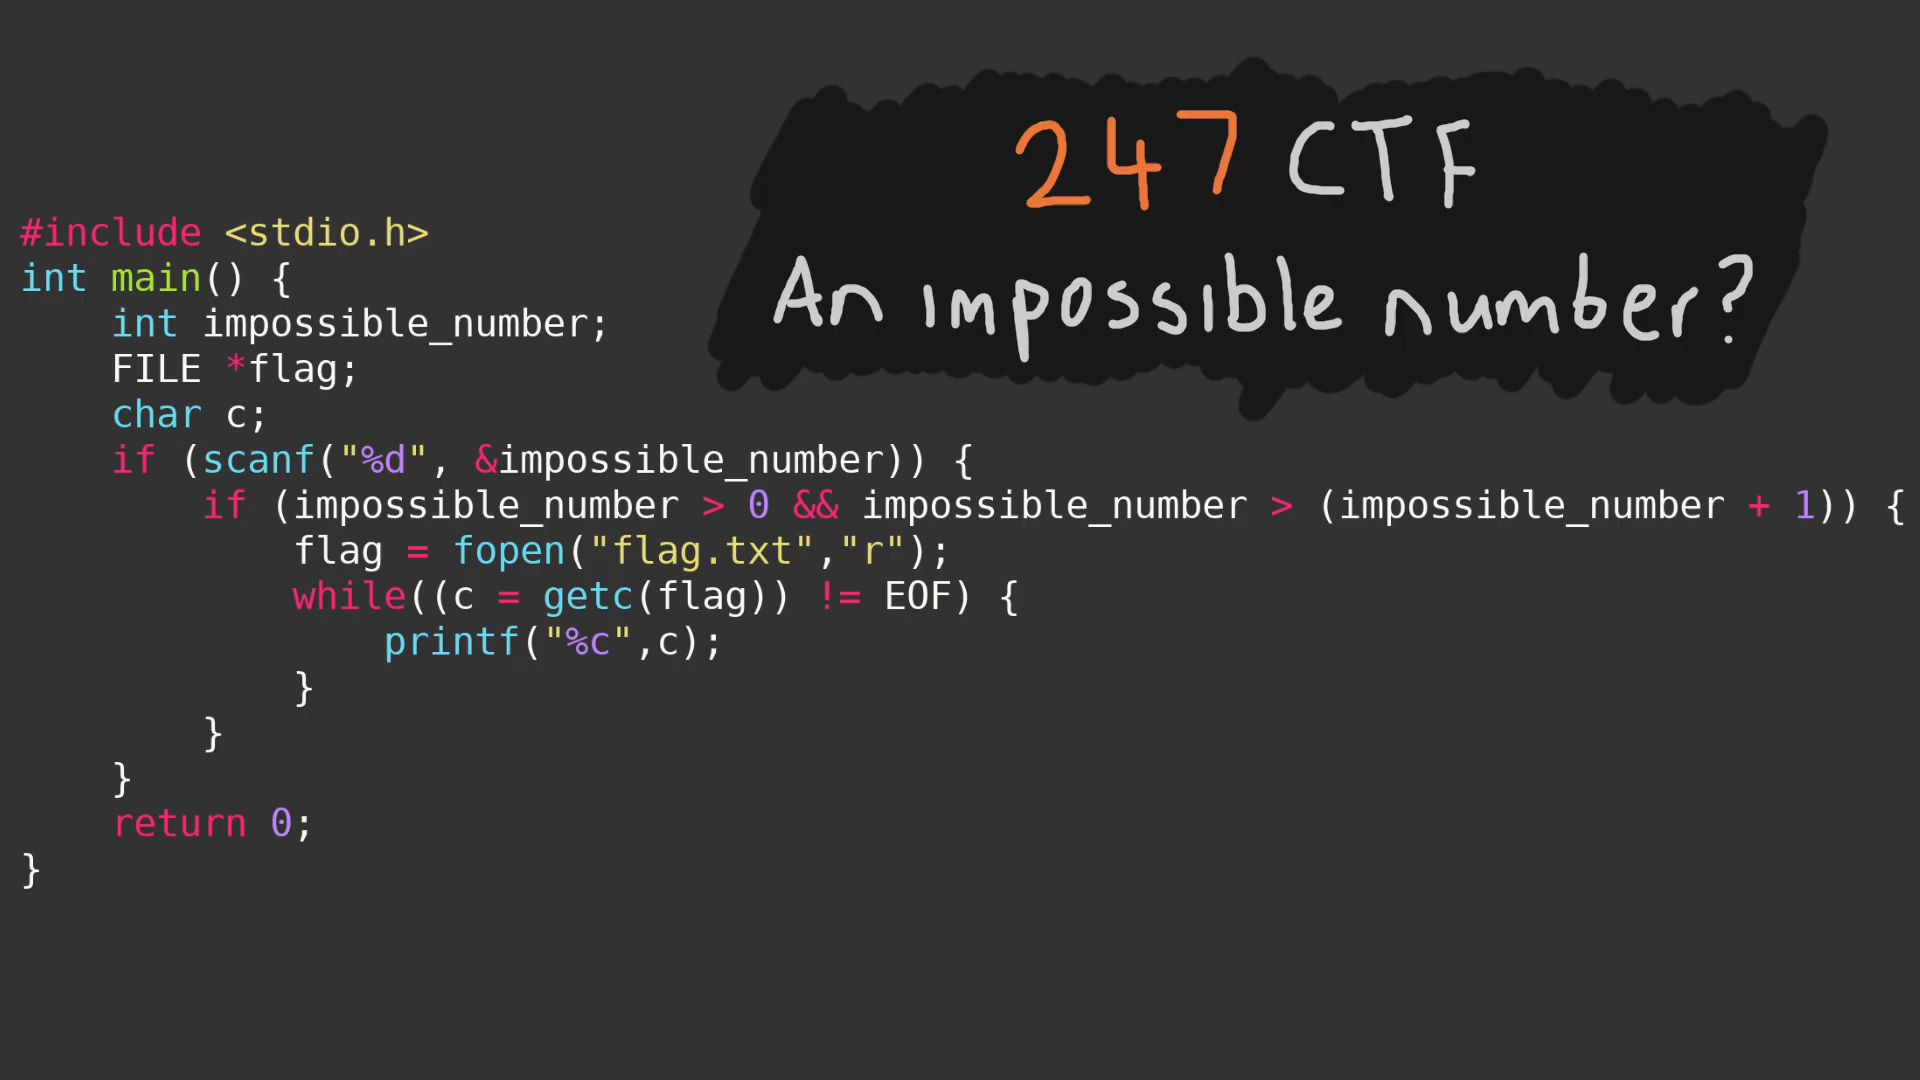 247 CTF
An impossible number?
#include <stdio.h>
int main() {
    int impossible_number;
    FILE *flag;
    char c;
    if (scanf("%d", &impossible_number)) {
        if (impossible_number > 0 && impossible_number > (impossible_number + 1)) {
            flag = fopen("flag.txt","r");
            while((c = getc(flag)) != EOF) {
                printf("%c",c);
            }
        }
    }
    return 0;
}